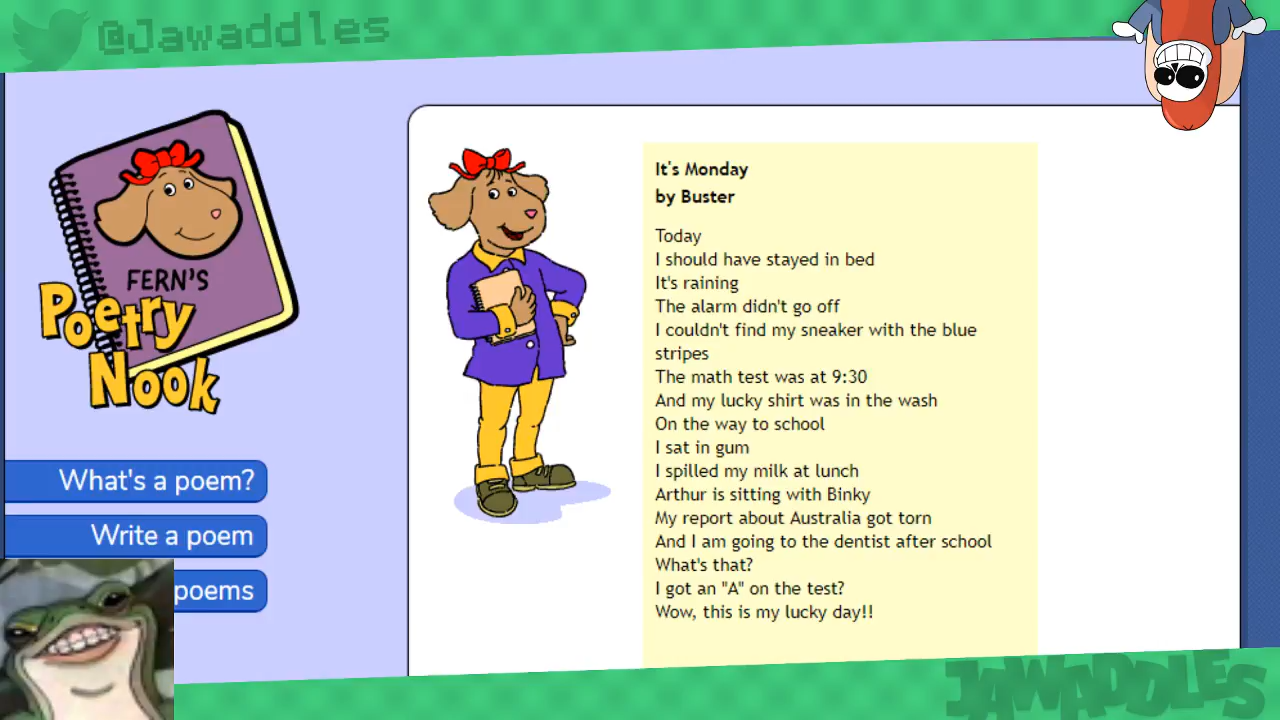 @Jawaddles
FERN'S
Poetry
Nook
What's a poem?
Write a poem
poems
It's Monday
by Buster
Today
I should have stayed in bed
It's raining
The alarm didn't go off
I couldn't find my sneaker with the blue
stripes
The math test was at 9:30
And my lucky shirt was in the wash
On the way to school
I sat in gum
I spilled my milk at lunch
Arthur is sitting with Binky
My report about Australia got torn
And I am going to the dentist after school
What's that?
I got an "A" on the test?
Wow, this is my lucky day!!
JAWADDLES